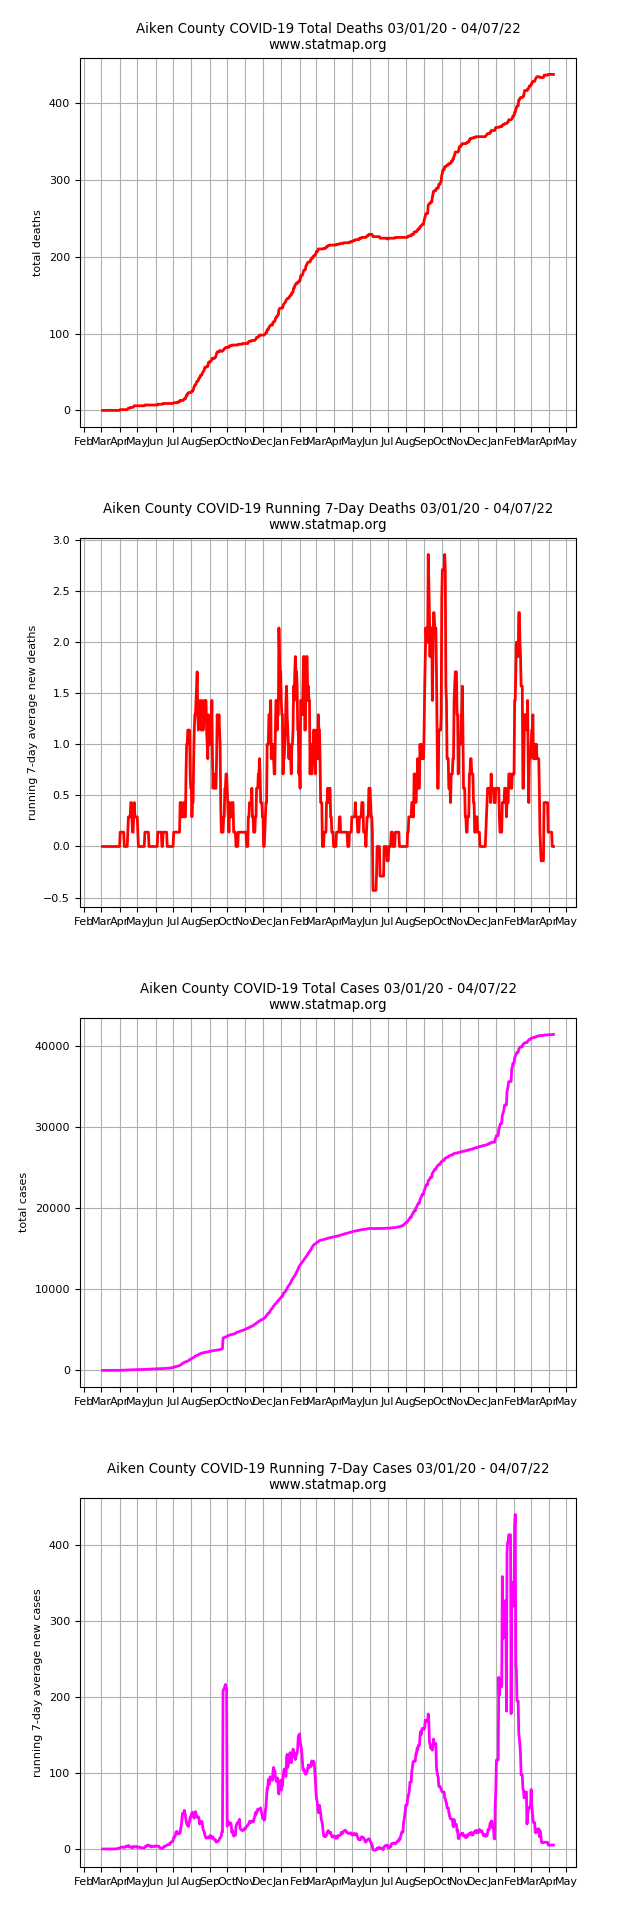 Aiken County COVID-19 Total Deaths 03/01/20 - 04/07/22
www.statmap.org
400
300
200
100
0
total deaths
Feb Mar Apr May Jun Jul Aug Sep Oct Nov Dec Jan Feb Mar Apr May Jun Jul Aug Sep Oct Nov Dec Jan Feb Mar Apr May
Aiken County COVID-19 Running 7-Day Deaths 03/01/20 - 04/07/22
www.statmap.org
3.0
2.5
2.0
1.5
1.0
0.5
0.0
−0.5
running 7-day average new deaths
Feb Mar Apr May Jun Jul Aug Sep Oct Nov Dec Jan Feb Mar Apr May Jun Jul Aug Sep Oct Nov Dec Jan Feb Mar Apr May
Aiken County COVID-19 Total Cases 03/01/20 - 04/07/22
www.statmap.org
40000
30000
20000
10000
0
total cases
Feb Mar Apr May Jun Jul Aug Sep Oct Nov Dec Jan Feb Mar Apr May Jun Jul Aug Sep Oct Nov Dec Jan Feb Mar Apr May
Aiken County COVID-19 Running 7-Day Cases 03/01/20 - 04/07/22
www.statmap.org
400
300
200
100
0
running 7-day average new cases
Feb Mar Apr May Jun Jul Aug Sep Oct Nov Dec Jan Feb Mar Apr May Jun Jul Aug Sep Oct Nov Dec Jan Feb Mar Apr May